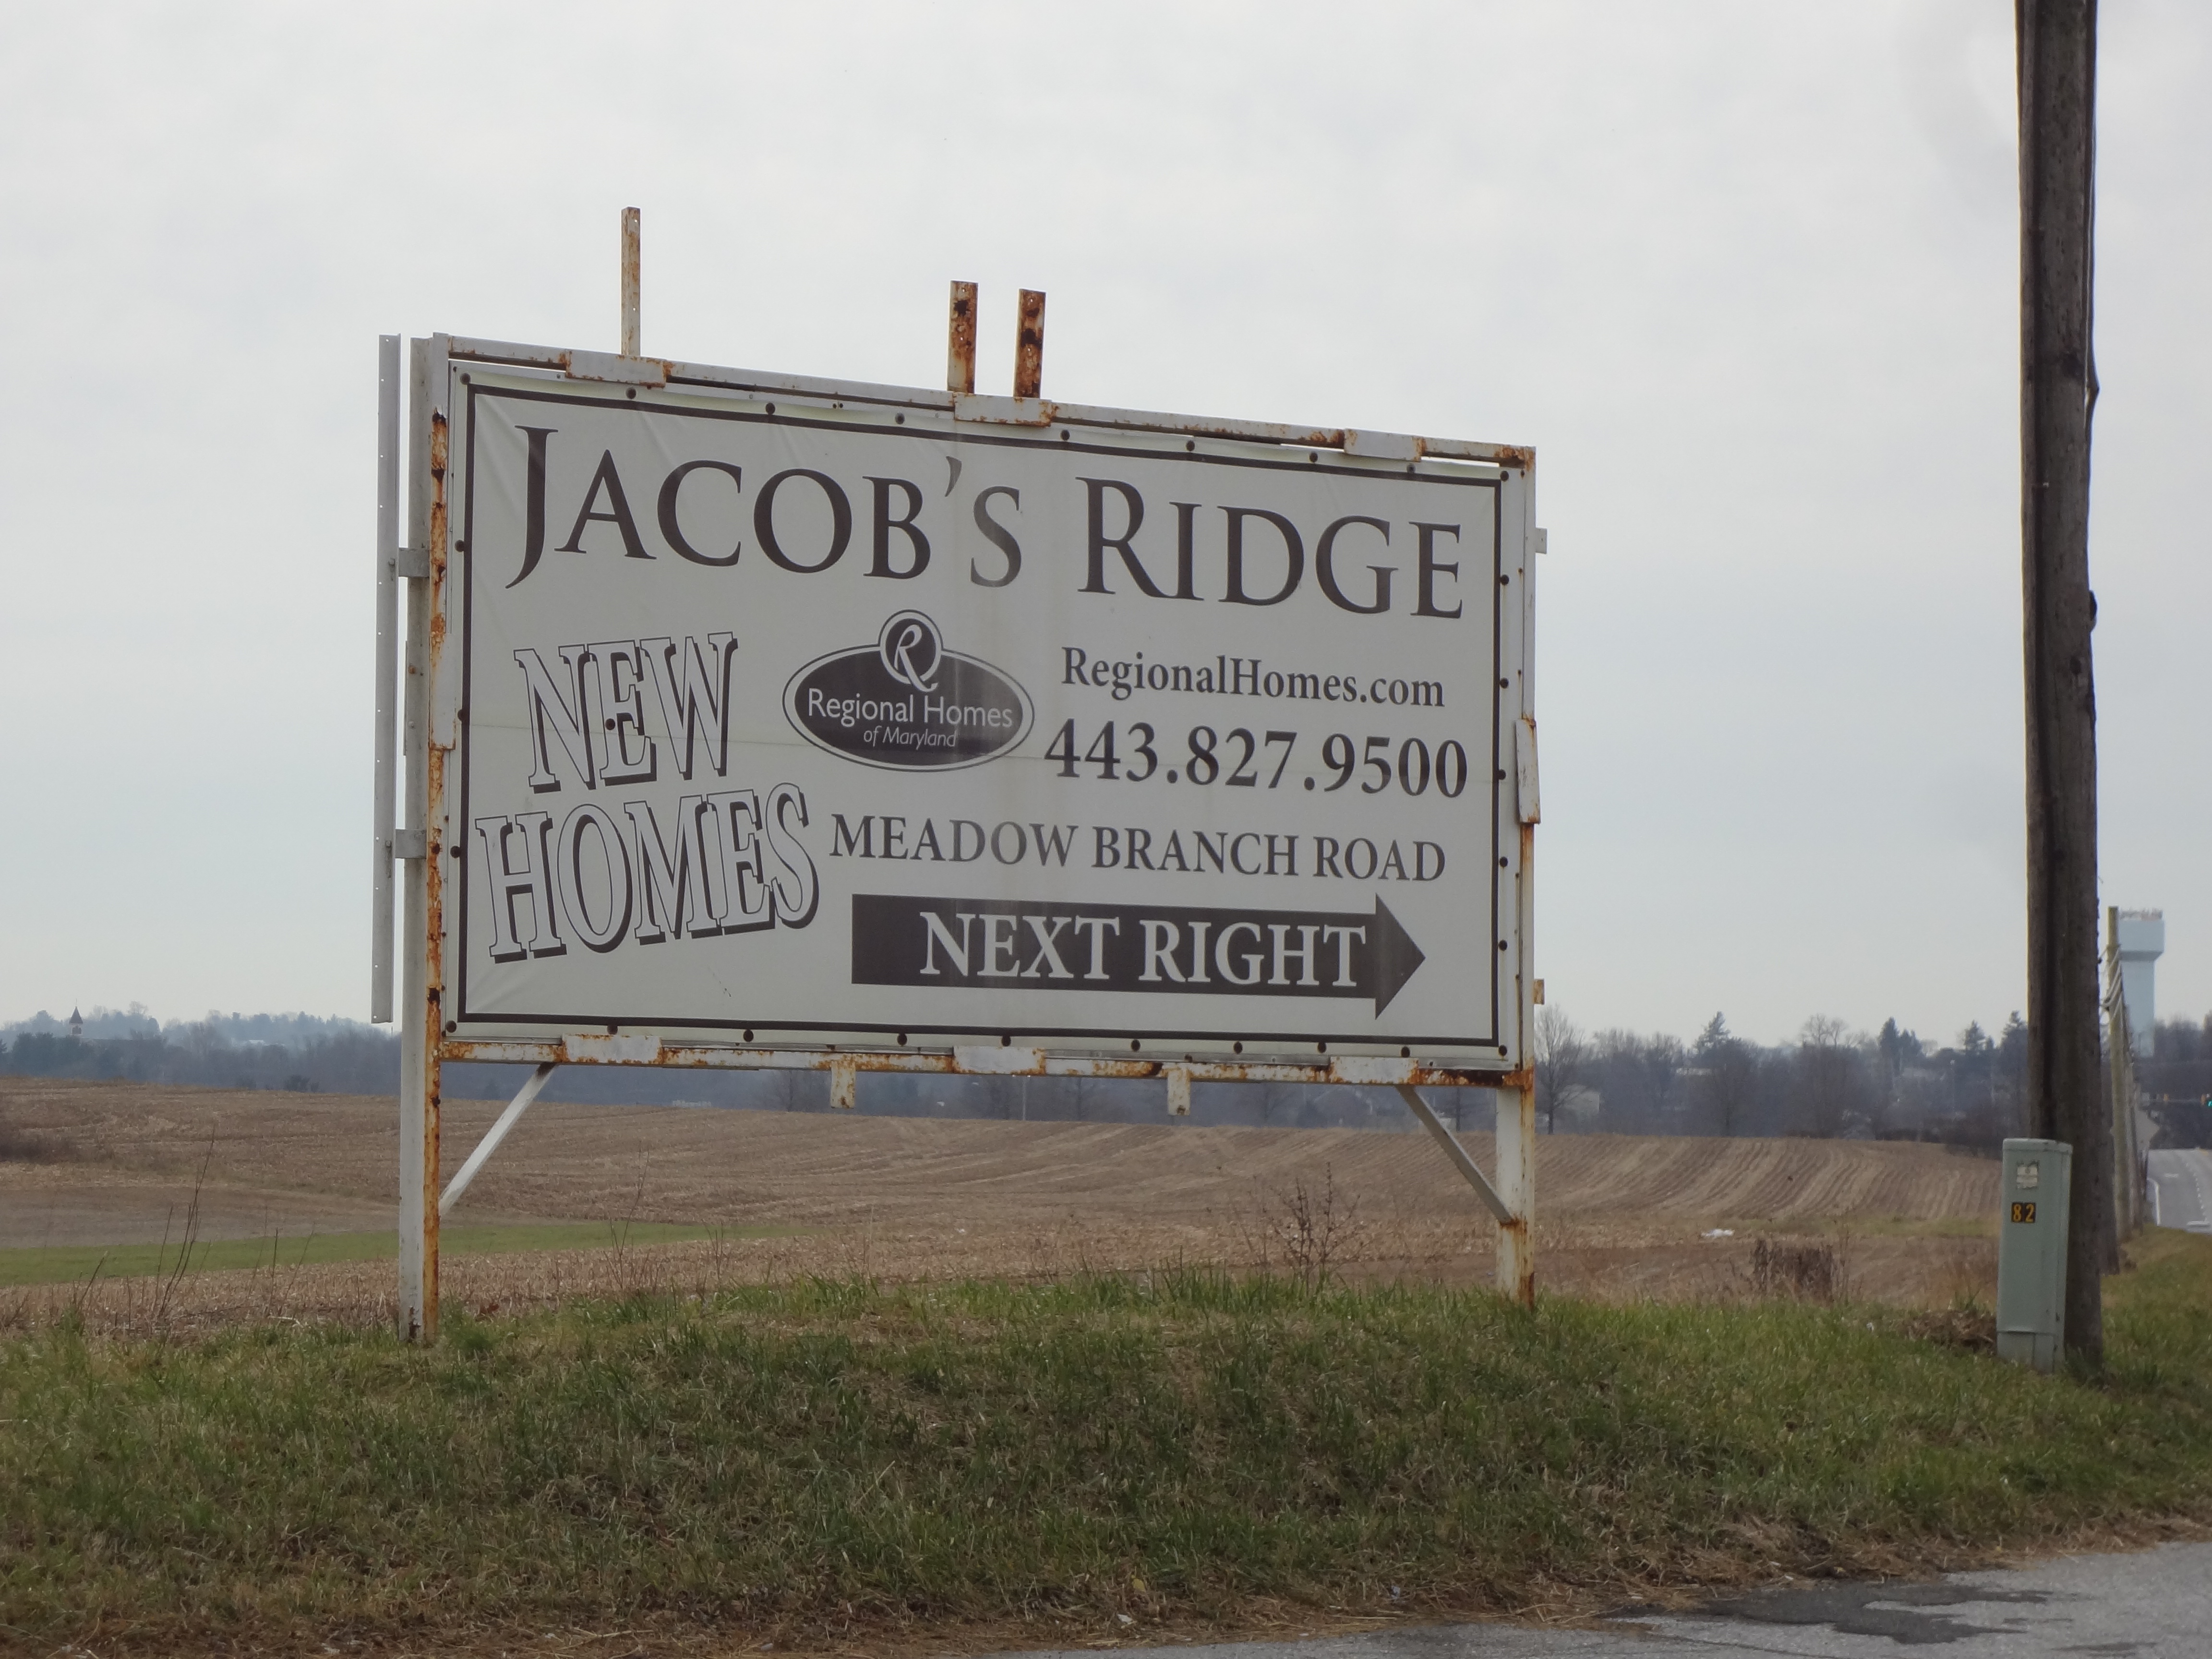 JACOB'S RIDGE
NEW
HOMES
R
Regional Homes
of Maryland
RegionalHomes.com
443.827.9500
MEADOW BRANCH ROAD
NEXT RIGHT
82